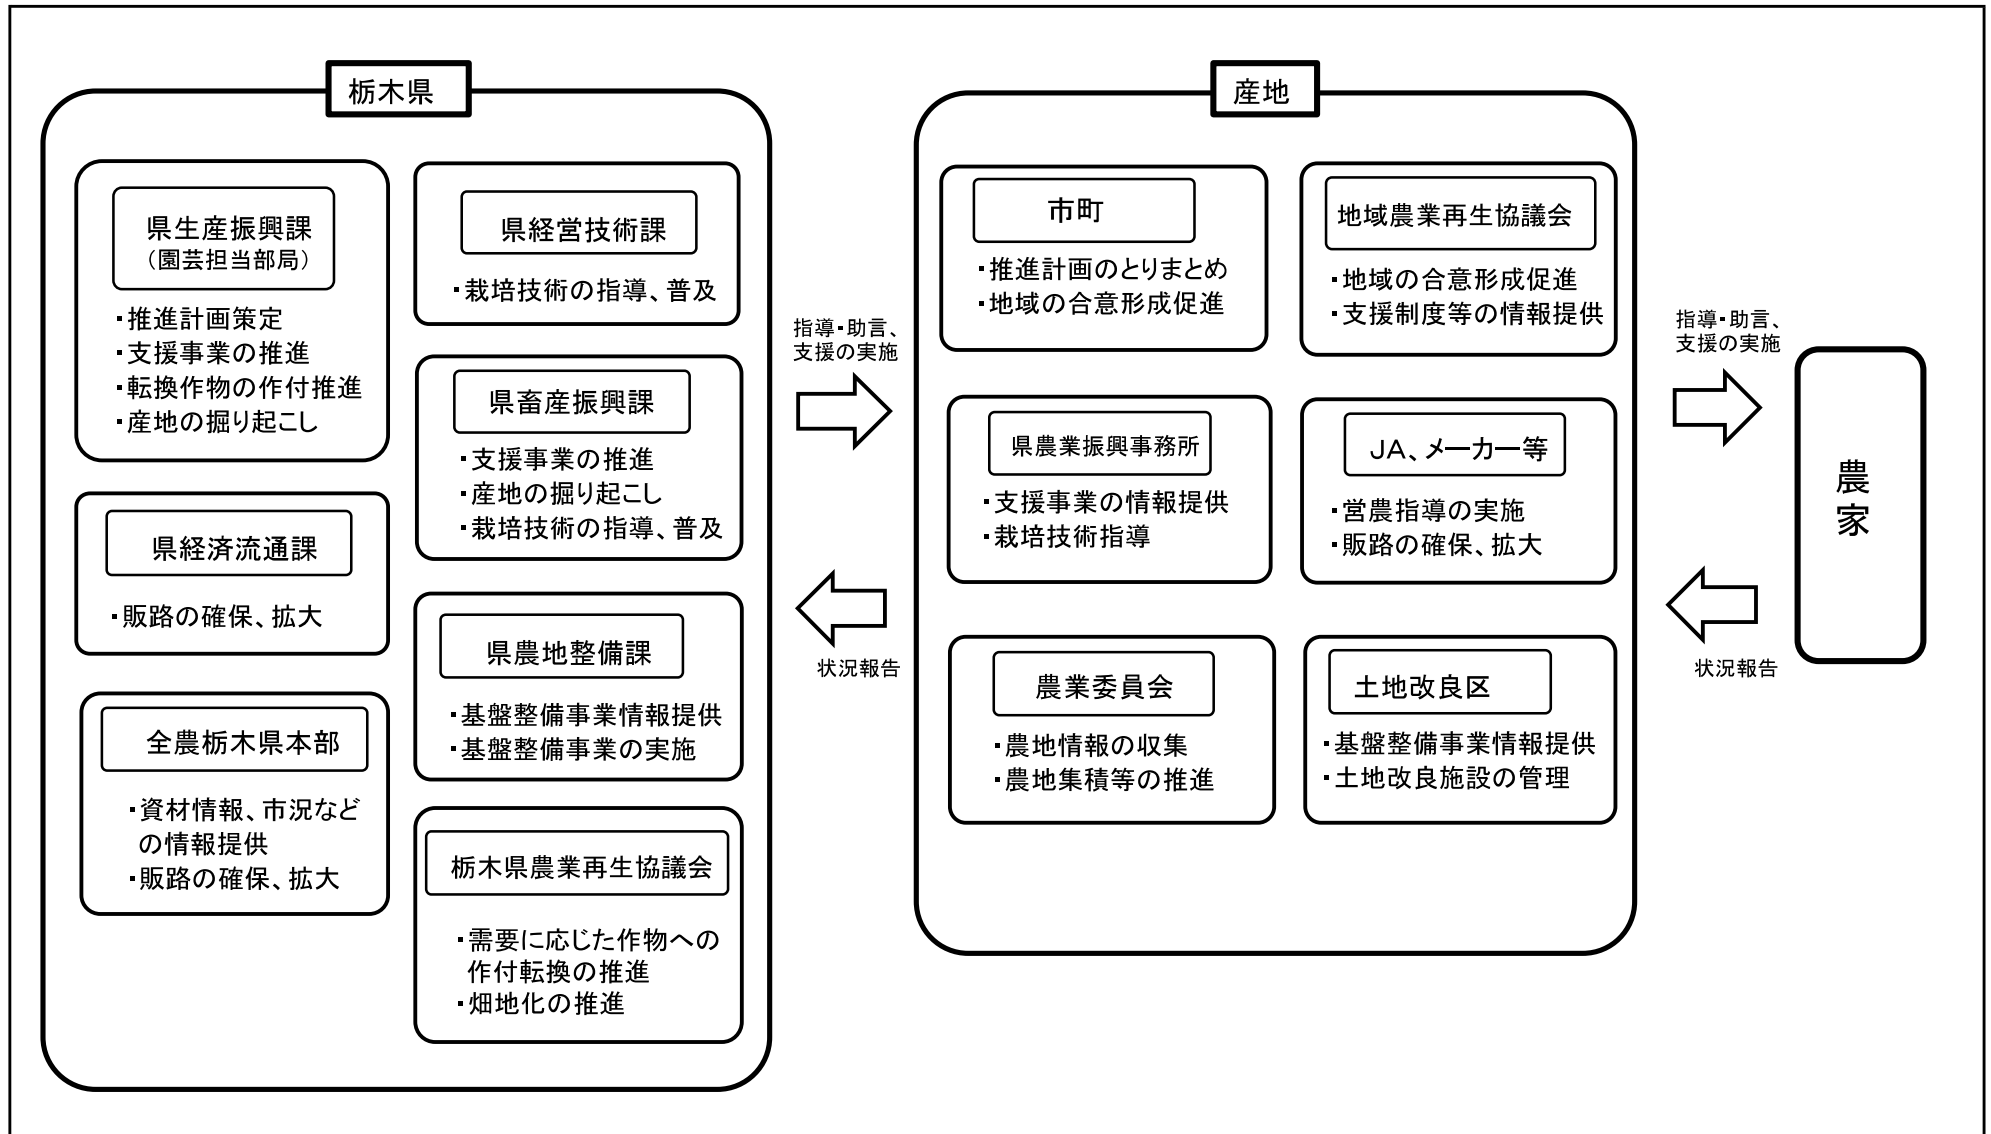 栃木県
県生産振興課
（園芸担当部局）
・推進計画策定
・支援事業の推進
・転換作物の作付推進
・産地の掘り起こし
県経済流通課
・販路の確保、拡大
全農栃木県本部
・資材情報、市況など
の情報提供
・販路の確保、拡大
県経営技術課
・栽培技術の指導、普及
県畜産振興課
・支援事業の推進
・産地の掘り起こし
・栽培技術の指導、普及
県農地整備課
・基盤整備事業情報提供
・基盤整備事業の実施
栃木県農業再生協議会
・需要に応じた作物への
作付転換の推進
・畑地化の推進
指導・助言、
支援の実施
状況報告
産地
市町
・推進計画のとりまとめ
・地域の合意形成促進
地域農業再生協議会
・地域の合意形成促進
・支援制度等の情報提供
県農業振興事務所
・支援事業の情報提供
・栽培技術指導
JA、メーカー等
・営農指導の実施
・販路の確保、拡大
農業委員会
・農地情報の収集
・農地集積等の推進
土地改良区
・基盤整備事業情報提供
・土地改良施設の管理
指導・助言、
支援の実施
状況報告
農家